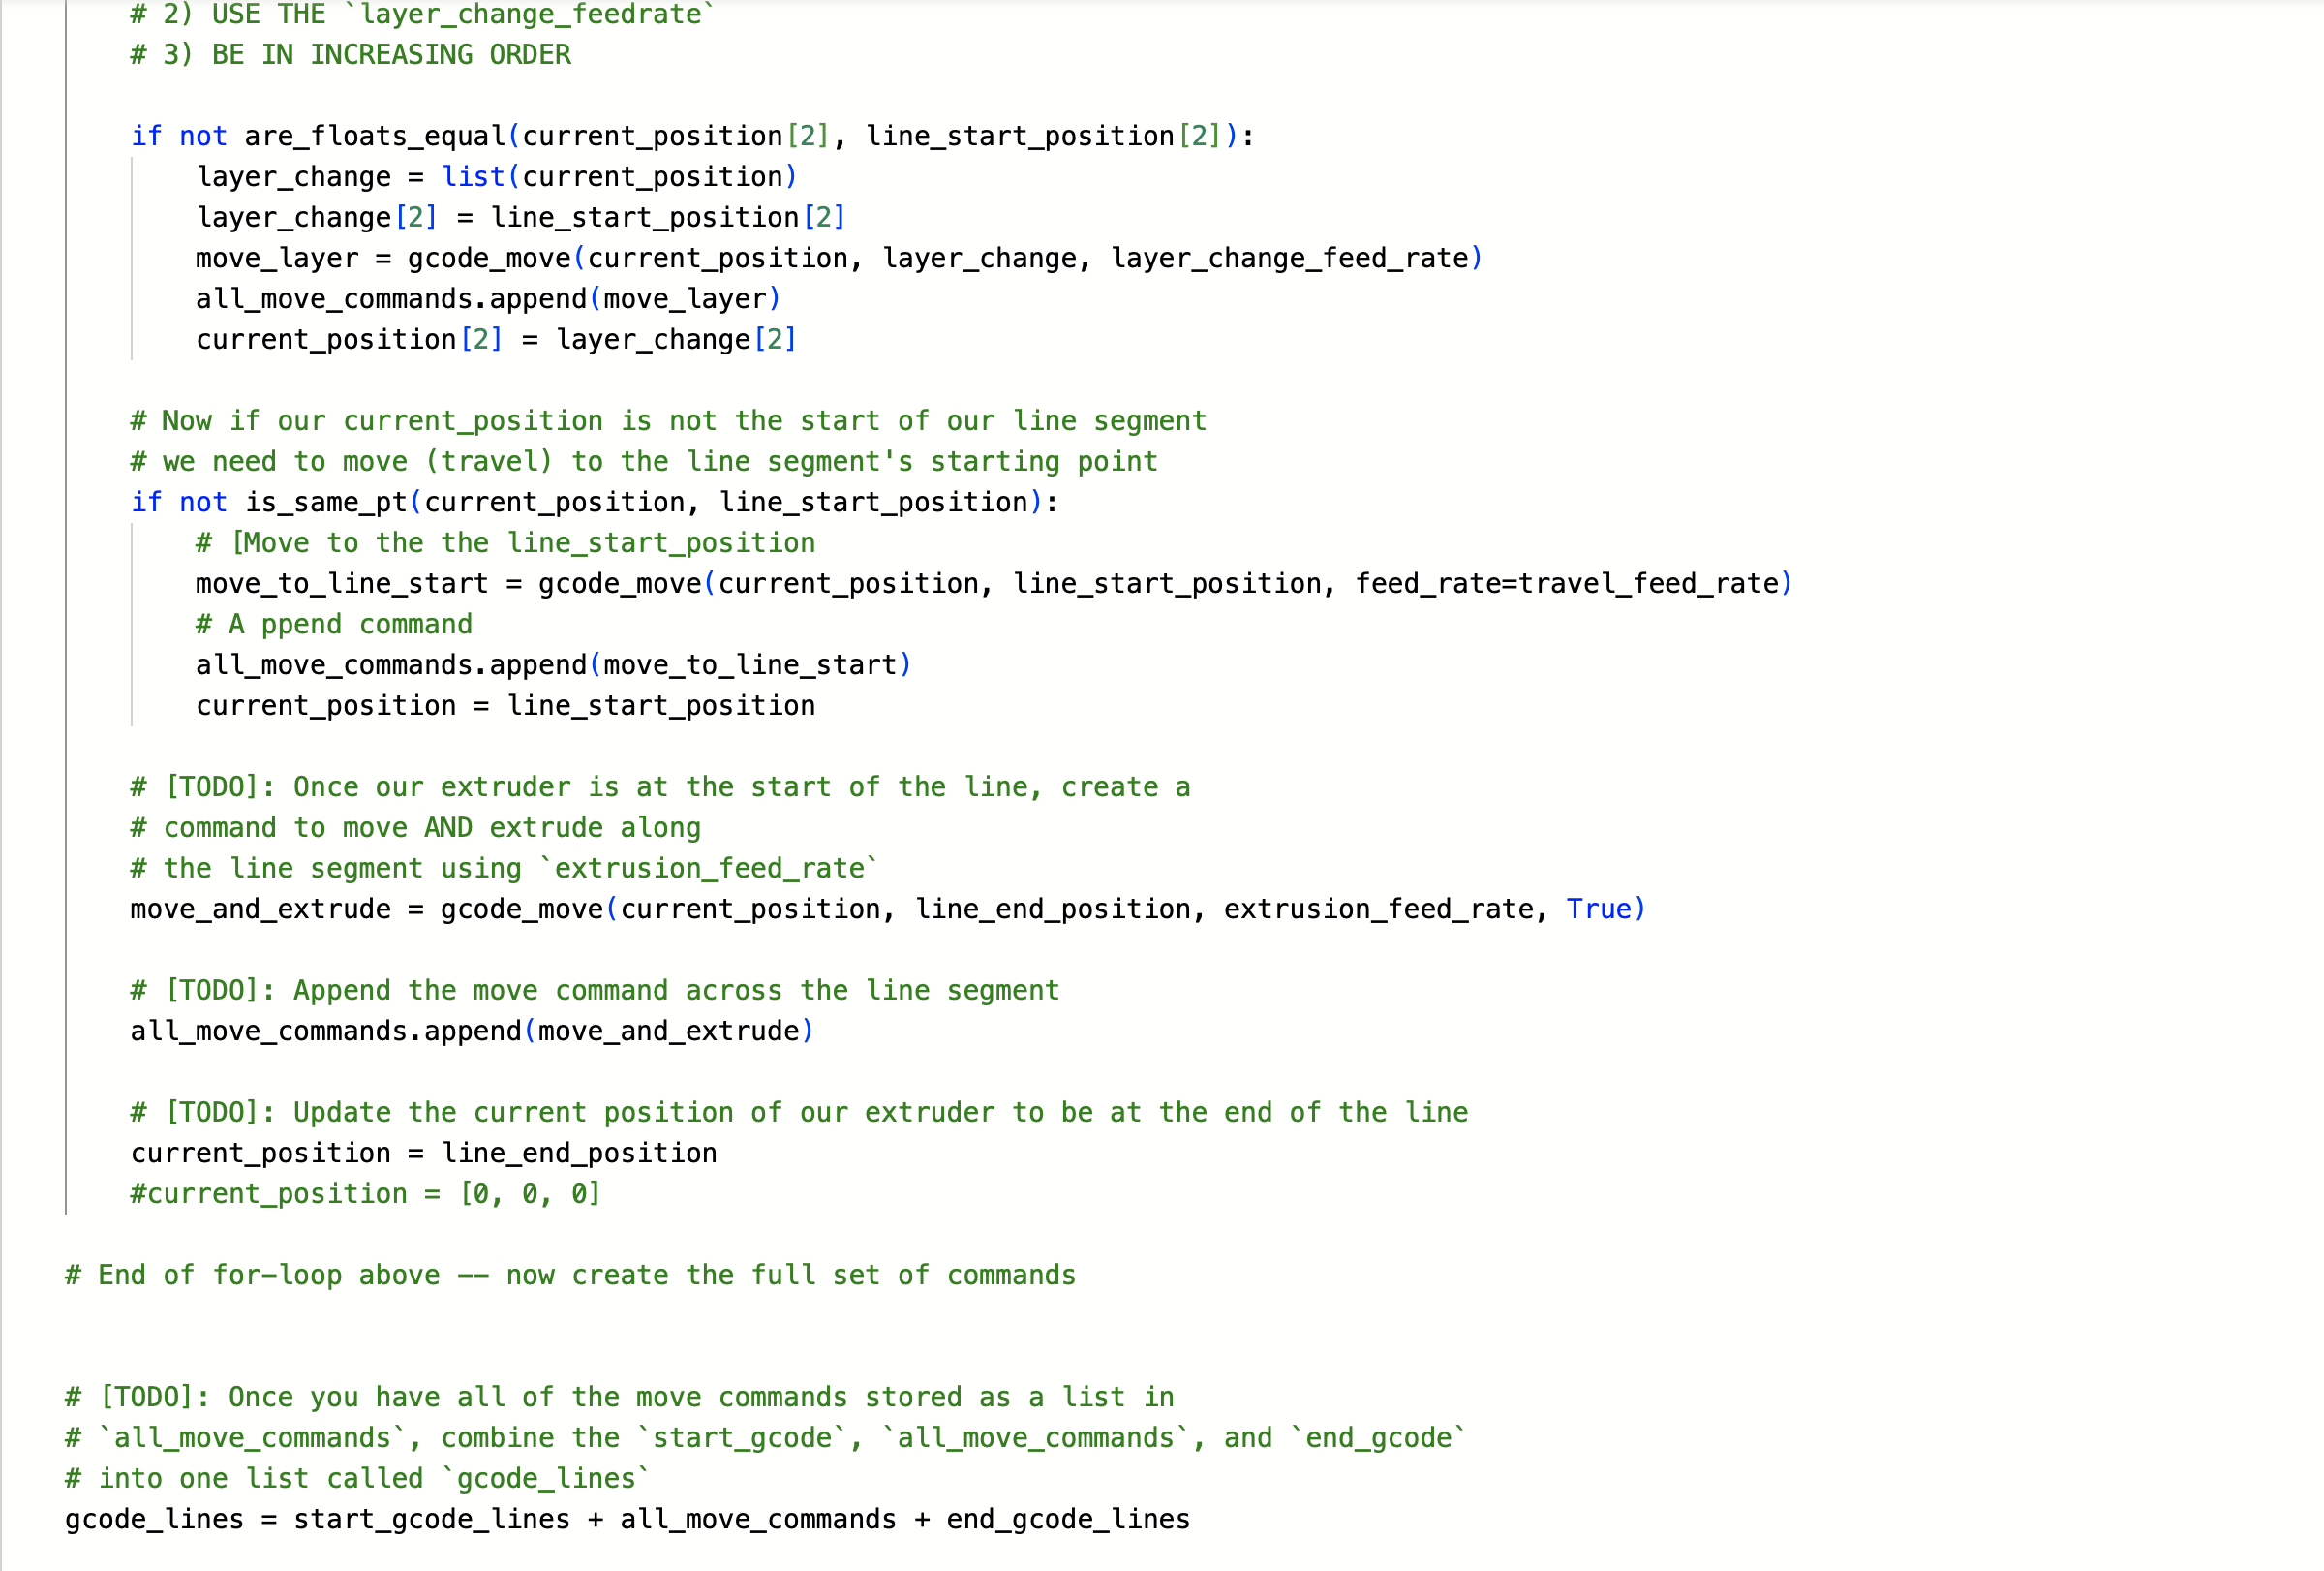 # 2) USE THE `layer_change_feedrate`
# 3) BE IN INCREASING ORDER
if not are_floats_equal(current_position[2], line_start_position[2]):
layer_change = list(current_position)
layer_change[2] = line_start_position[2]
move_layer = gcode_move(current_position, layer_change, layer_change_feed_rate)
all_move_commands.append(move_layer)
current_position[2] = layer_change[2]
# Now if our current_position is not the start of our line segment
# we need to move (travel) to the line segment's starting point
if not is_same_pt(current_position, line_start_position):
# [Move to the the line_start_position
move_to_line_start = gcode_move(current_position, line_start_position, feed_rate=travel_feed_rate)
# A ppend command
all_move_commands.append(move_to_line_start)
current_position = line_start_position
# [TODO]: Once our extruder is at the start of the line, create a
# command to move AND extrude along
# the line segment using `extrusion_feed_rate`
move_and_extrude = gcode_move(current_position, line_end_position, extrusion_feed_rate, True)
# [TODO]: Append the move command across the line segment
all_move_commands.append(move_and_extrude)
# [TODO]: Update the current position of our extruder to be at the end of the line
current_position = line_end_position
#current_position = [0, 0, 0]
# End of for-loop above -- now create the full set of commands
# [TODO]: Once you have all of the move commands stored as a list in
# `all_move_commands`, combine the `start_gcode`, `all_move_commands`, and `end_gcode`
# into one list called `gcode_lines`
gcode_lines = start_gcode_lines + all_move_commands + end_gcode_lines